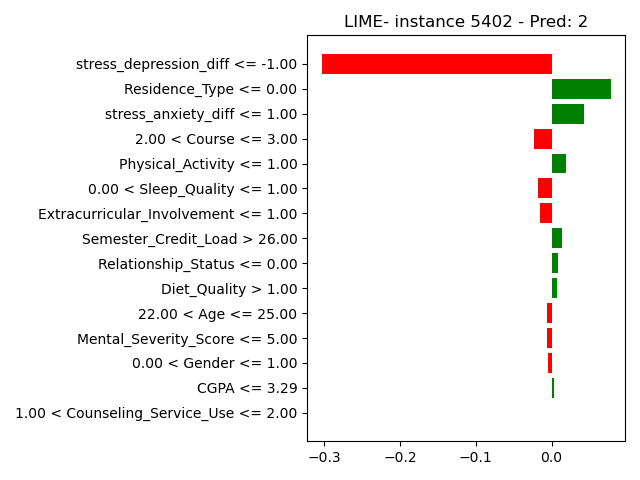 LIME- instance 5402 - Pred: 2
stress_depression_diff <= -1.00
Residence_Type <= 0.00
stress_anxiety_diff <= 1.00
2.00 < Course <= 3.00
Physical_Activity <= 1.00
0.00 < Sleep_Quality <= 1.00
Extracurricular_Involvement <= 1.00
Semester_Credit_Load > 26.00
Relationship_Status <= 0.00
Diet_Quality > 1.00
22.00 < Age <= 25.00
Mental_Severity_Score <= 5.00
0.00 < Gender <= 1.00
CGPA <= 3.29
1.00 < Counseling_Service_Use <= 2.00
−0.3 −0.2 −0.1 0.0